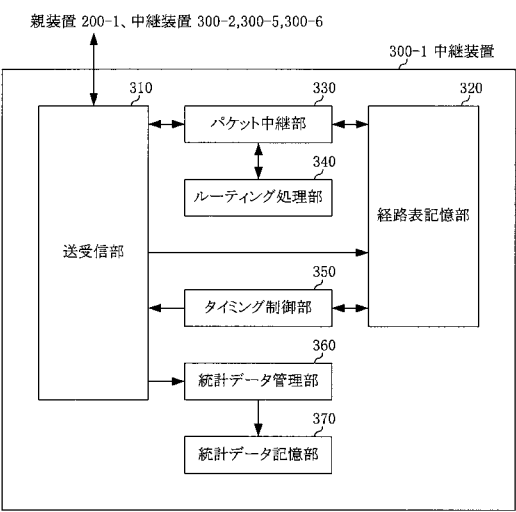 親装置 200-1、中継装置 300-2,300-5,300-6
300-1 中継装置
310
330
320
パケット中継部
340
ルーティング処理部
経路表記憶部
送受信部
350
タイミング制御部
360
統計データ管理部
370
統計データ記憶部